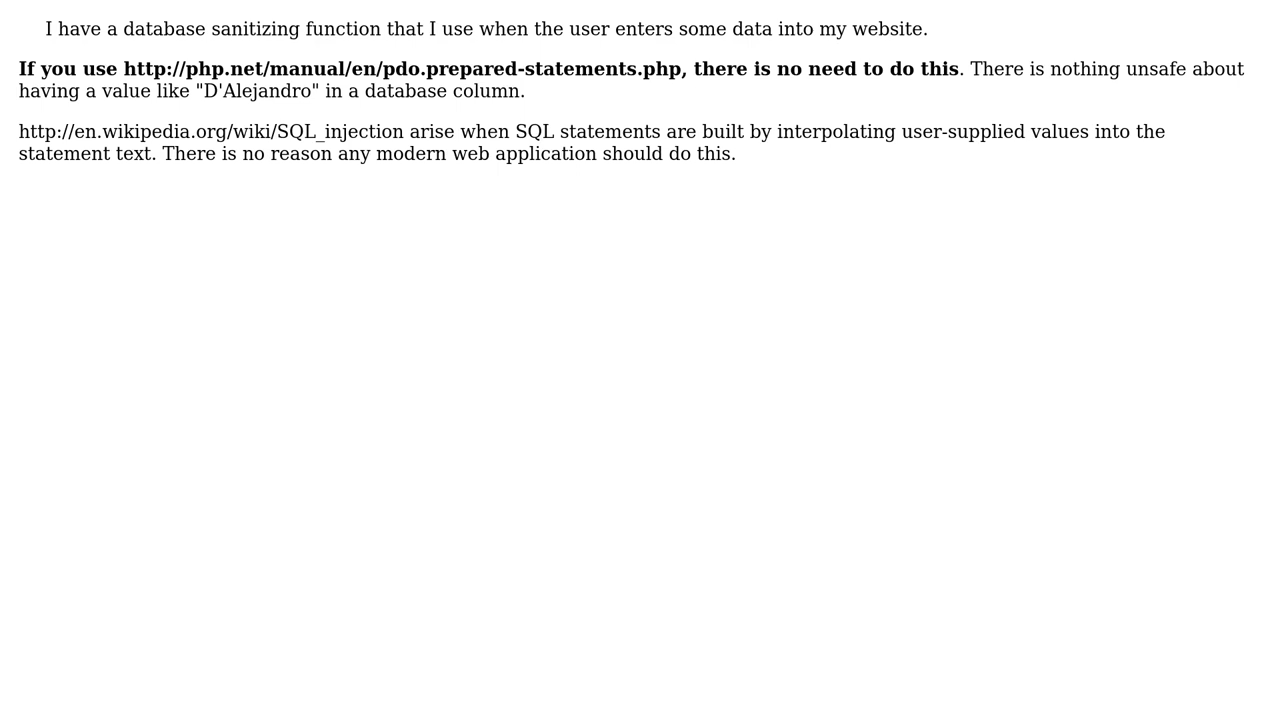 I have a database sanitizing function that I use when the user enters some data into my website.
If you use http://php.net/manual/en/pdo.prepared-statements.php, there is no need to do this. There is nothing unsafe about
having a value like "D'Alejandro" in a database column.
http://en.wikipedia.org/wiki/SQL_injection arise when SQL statements are built by interpolating user-supplied values into the
statement text. There is no reason any modern web application should do this.